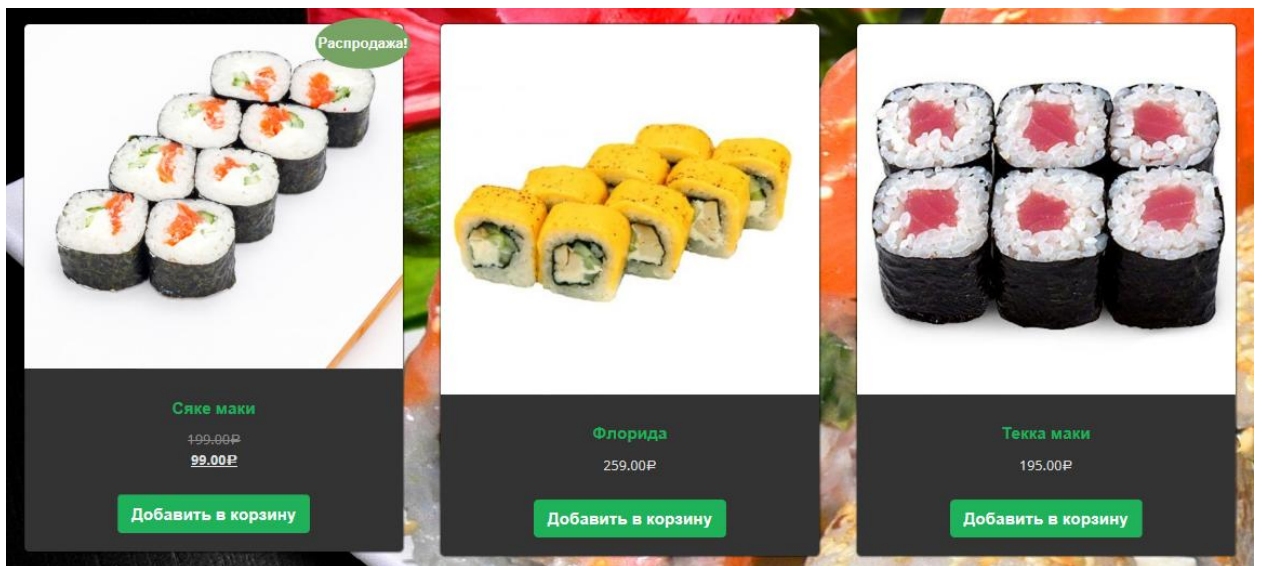 Распродажа!
Сяке маки
199.00₽
99.00₽
Добавить в корзину
Флорида
259.00₽
Добавить в корзину
Текка маки
195.00₽
Добавить в корзину